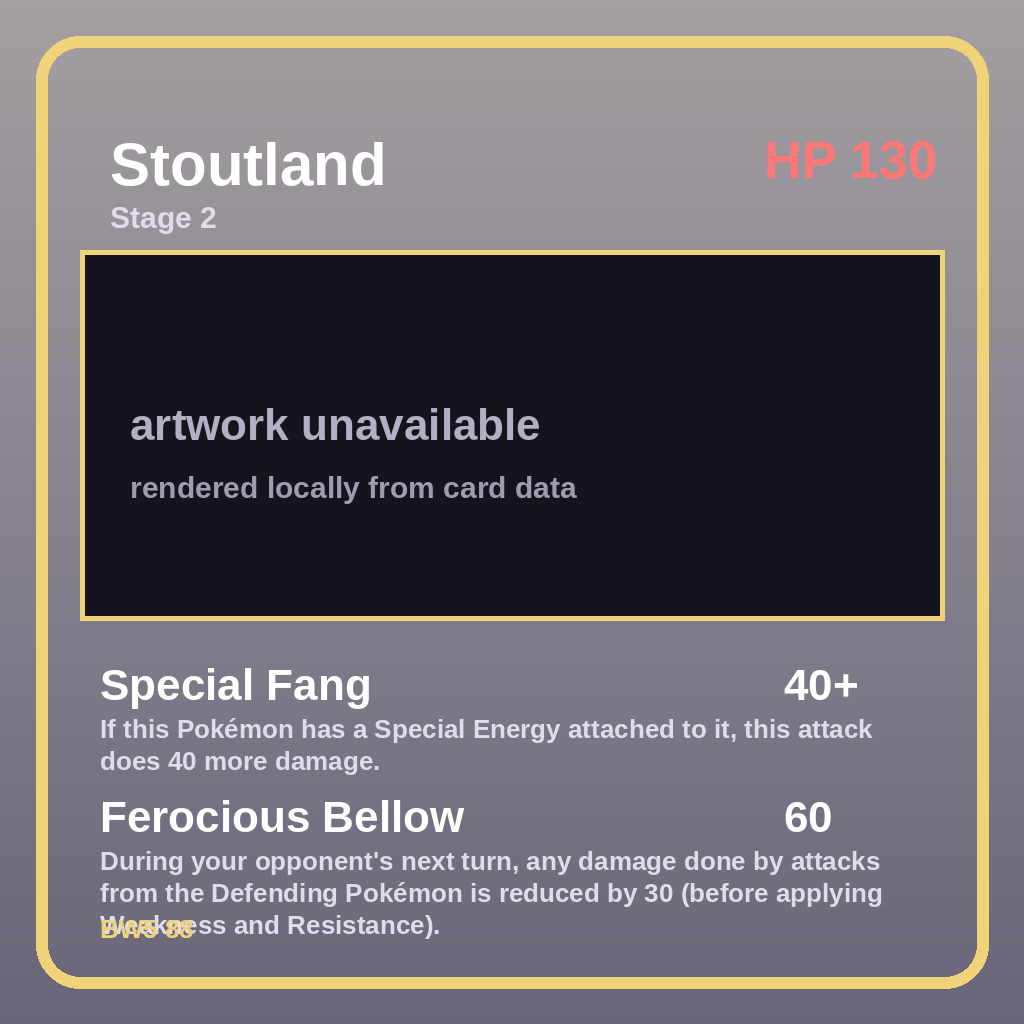 Stoutland
HP 130
Stage 2
artwork unavailable
rendered locally from card data
Special Fang
40+
If this Pokémon has a Special Energy attached to it, this attack
does 40 more damage.
Ferocious Bellow
60
During your opponent's next turn, any damage done by attacks
from the Defending Pokémon is reduced by 30 (before applying
Weakness and Resistance).